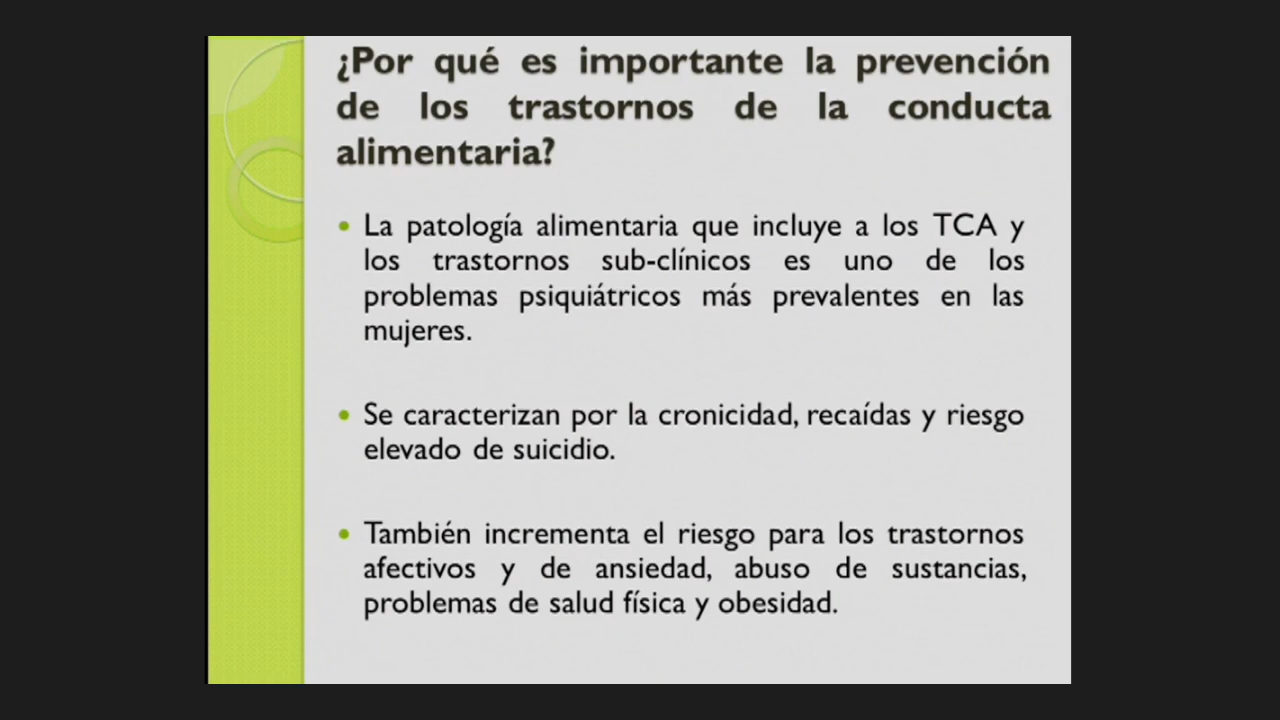 ¿Por qué es importante la prevención
de los trastornos de la conducta
alimentaria?
• La patología alimentaria que incluye a los TCA y
los trastornos sub-clínicos es uno de los
problemas psiquiátricos más prevalentes en las
mujeres.
• Se caracterizan por la cronicidad, recaídas y riesgo
elevado de suicidio.
• También incrementa el riesgo para los trastornos
afectivos y de ansiedad, abuso de sustancias,
problemas de salud física y obesidad.